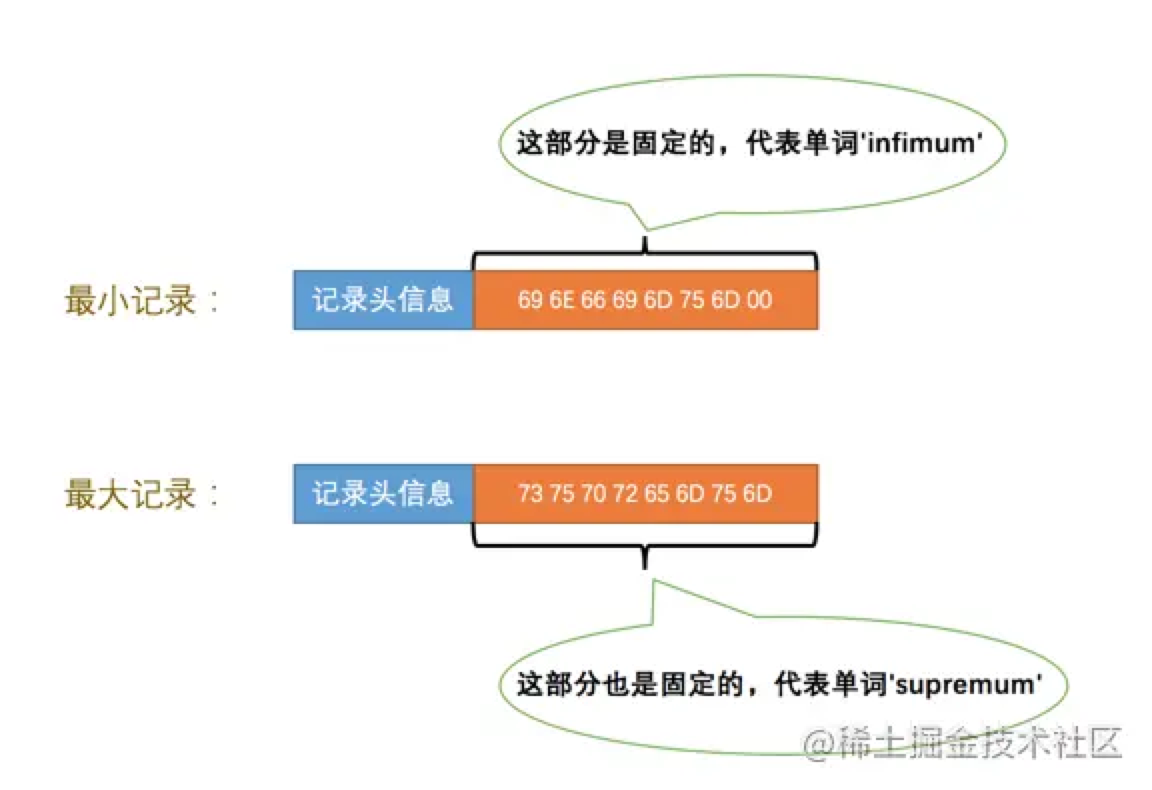 这部分是固定的，代表单词'infimum'
最小记录：
记录头信息
69 6E 66 69 6D 75 6D 00
最大记录：
记录头信息
73 75 70 72 65 6D 75 6D
这部分也是固定的，代表单词'supremum'
@稀土掘金技术社区